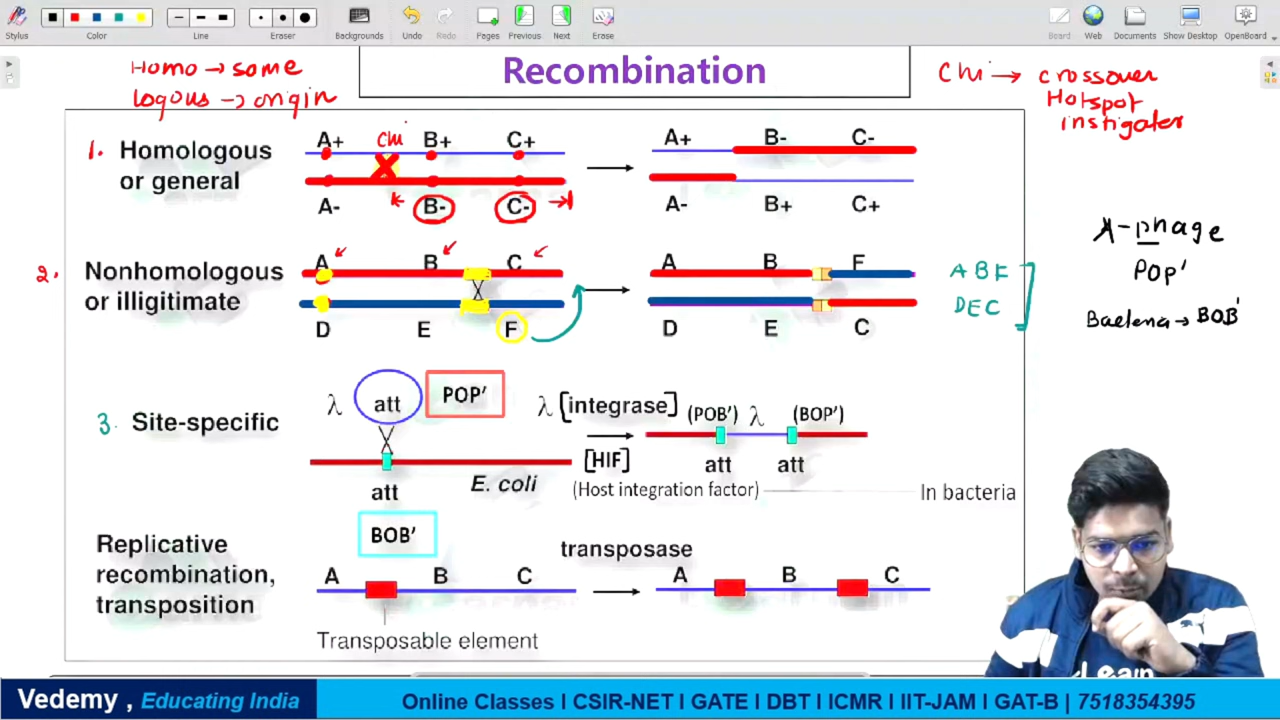 Stylus
Color
Line
Eraser
Backgrounds
Undo
Redo
Pages
Previous
Next
Erase
Board
Web
Documents
Show Desktop
OpenBoard
Recombination
Homo → some
logous → origin
Chi → crossover
Hotspot
instigater
1. Homologous
or general
A+ Chi B+ C+
A- B- C-
A+ B- C-
A- B+ C+
2. Nonhomologous
or illigitimate
A B C
D E F
A B F
D E C
A B F
DEC
λ-phage
POP'
Bacteria → BOB'
3. Site-specific
λ att POP'
att
E. coli
BOB'
λ [integrase]
[HIF]
(Host integration factor)
(POB') λ (BOP')
att att
In bacteria
Replicative
recombination,
transposition
A B C
Transposable element
transposase
A B C
Learn
Vedemy , Educating India
Online Classes I CSIR-NET I GATE I DBT I ICMR I IIT-JAM I GAT-B | 7518354395